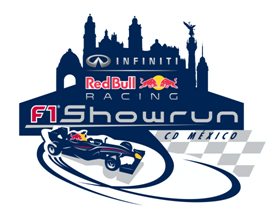 INFINITI
Red Bull
RACING
F1 Showrun
CD MÉXICO